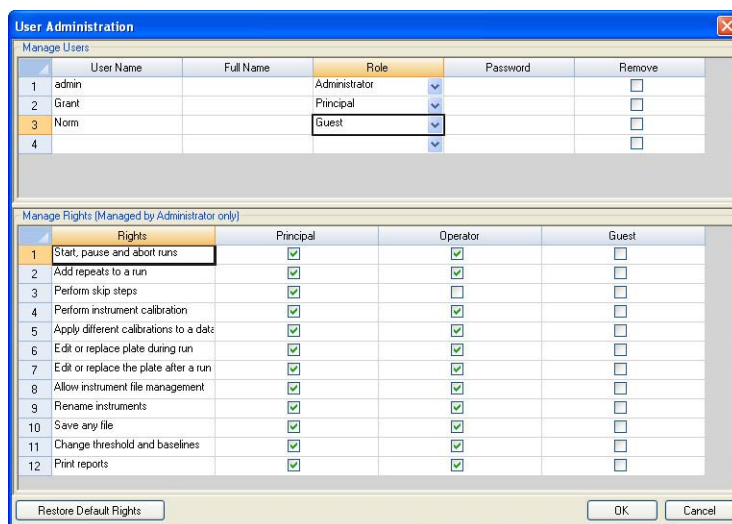 User Administration
Manage Users
User Name Full Name Role Password Remove
1 admin Administrator
2 Grant Principal
3 Norm Guest
4
Manage Rights (Managed by Administrator only)
Rights Principal Operator Guest
1 Start, pause and abort runs
2 Add repeats to a run
3 Perform skip steps
4 Perform instrument calibration
5 Apply different calibrations to a data
6 Edit or replace plate during run
7 Edit or replace the plate after a run
8 Allow instrument file management
9 Rename instruments
10 Save any file
11 Change threshold and baselines
12 Print reports
Restore Default Rights OK Cancel